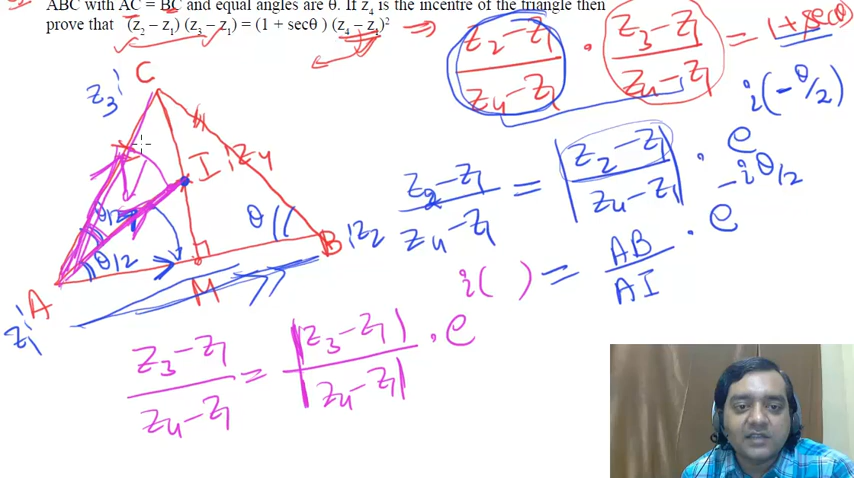 ABC with AC = BC and equal angles are θ. If z₄ is the incentre of the triangle then
prove that (z₂ – z₁) (z₃ – z₁) = (1 + secθ ) (z₄ – z₁)²
⇒ z₂-z₁ / z₄-z₁ · z₃-z₁ / z₄-z₁ = 1+secθ
C
z₃
I z₄
θ/2
θ/2
θ
B z₂
A
z₁
M
z₂-z₁ / z₄-z₁ = |z₂-z₁ / z₄-z₁| · e^i(-θ/2)
= AB / AI · e^-iθ/2
z₃-z₁ / z₄-z₁ = |z₃-z₁| / |z₄-z₁| · e^i( )